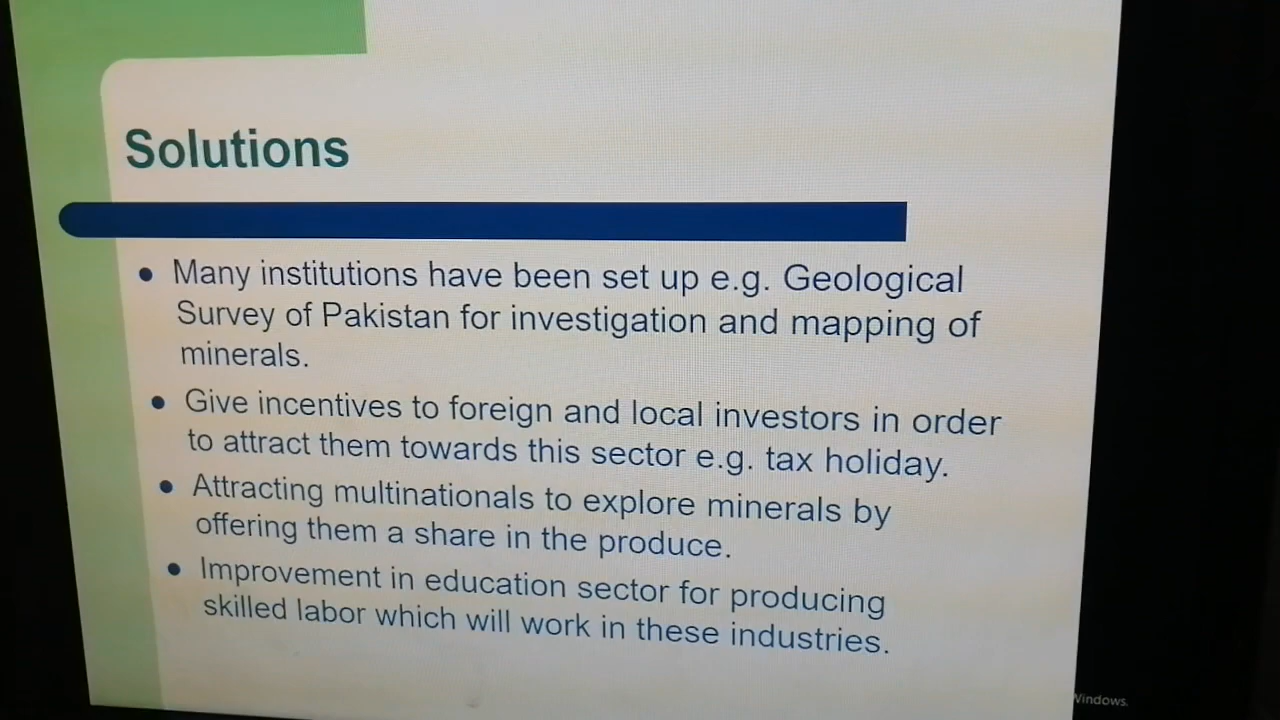 Solutions
• Many institutions have been set up e.g. Geological
Survey of Pakistan for investigation and mapping of
minerals.
• Give incentives to foreign and local investors in order
to attract them towards this sector e.g. tax holiday.
• Attracting multinationals to explore minerals by
offering them a share in the produce.
• Improvement in education sector for producing
skilled labor which will work in these industries.
Windows.